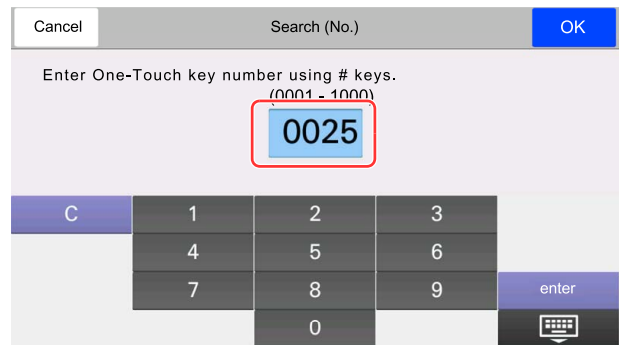 Cancel Search (No.) OK
Enter One-Touch key number using # keys.
(0001 - 1000)
0025
C 1 2 3
4 5 6
7 8 9 enter
0